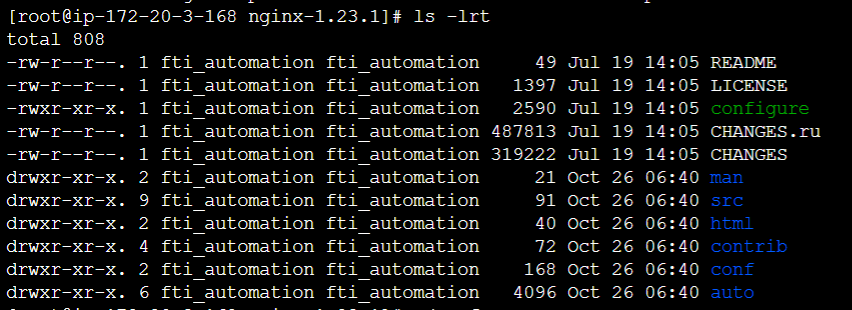 [root@ip-172-20-3-168 nginx-1.23.1]# ls -lrt
total 808
-rw-r--r--. 1 fti_automation fti_automation     49 Jul 19 14:05 README
-rw-r--r--. 1 fti_automation fti_automation   1397 Jul 19 14:05 LICENSE
-rwxr-xr-x. 1 fti_automation fti_automation   2590 Jul 19 14:05 configure
-rw-r--r--. 1 fti_automation fti_automation 487813 Jul 19 14:05 CHANGES.ru
-rw-r--r--. 1 fti_automation fti_automation 319222 Jul 19 14:05 CHANGES
drwxr-xr-x. 2 fti_automation fti_automation     21 Oct 26 06:40 man
drwxr-xr-x. 9 fti_automation fti_automation     91 Oct 26 06:40 src
drwxr-xr-x. 2 fti_automation fti_automation     40 Oct 26 06:40 html
drwxr-xr-x. 4 fti_automation fti_automation     72 Oct 26 06:40 contrib
drwxr-xr-x. 2 fti_automation fti_automation    168 Oct 26 06:40 conf
drwxr-xr-x. 6 fti_automation fti_automation   4096 Oct 26 06:40 auto